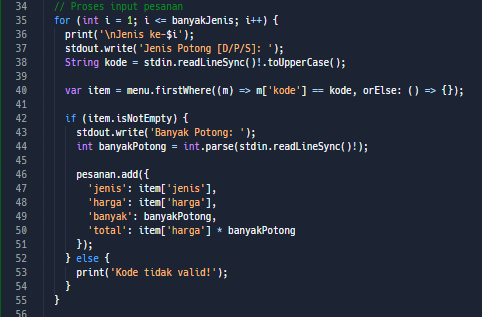 34 // Proses input pesanan
35 for (int i = 1; i <= banyakJenis; i++) {
36 print('\nJenis ke-$i');
37 stdout.write('Jenis Potong [D/P/S]: ');
38 String kode = stdin.readLineSync()!.toUpperCase();
39
40 var item = menu.firstWhere((m) => m['kode'] == kode, orElse: () => {});
41
42 if (item.isNotEmpty) {
43 stdout.write('Banyak Potong: ');
44 int banyakPotong = int.parse(stdin.readLineSync()!);
45
46 pesanan.add({
47 'jenis': item['jenis'],
48 'harga': item['harga'],
49 'banyak': banyakPotong,
50 'total': item['harga'] * banyakPotong
51 });
52 } else {
53 print('Kode tidak valid!');
54 }
55 }
56